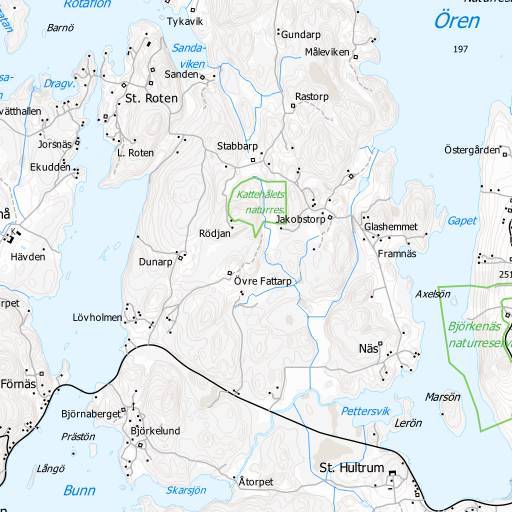 Rotaflon
Tykavik
Ören
Barnö
Gundarp
197
Måleviken
Sanda-
viken
Sanden
Dragv.
St. Roten
Rastorp
vätthallen
Jorsnäs
Stabbarp
L. Roten
Östergården
Ekudden
Kattehålets
naturres.
Jakobstorp
Gapet
Glashemmet
Rödjan
Hävden
Framnäs
Dunarp
251
Övre Fattarp
Axelsön
Lövholmen
Björkenäs
naturreserv
Näs
Förnäs
Marsön
Björnaberget
Pettersvik
Lerön
Björkelund
Prästön
Långö
St. Hultrum
Åtorpet
Bunn
Skarsjön